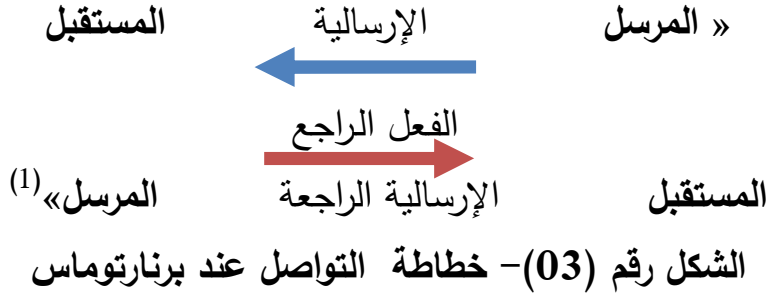 « المرسل الإرسالية المستقبل
الفعل الراجع
المستقبل الإرسالية الراجعة المرسل»(1)
الشكل رقم (03)- خطاطة التواصل عند برنارتوماس